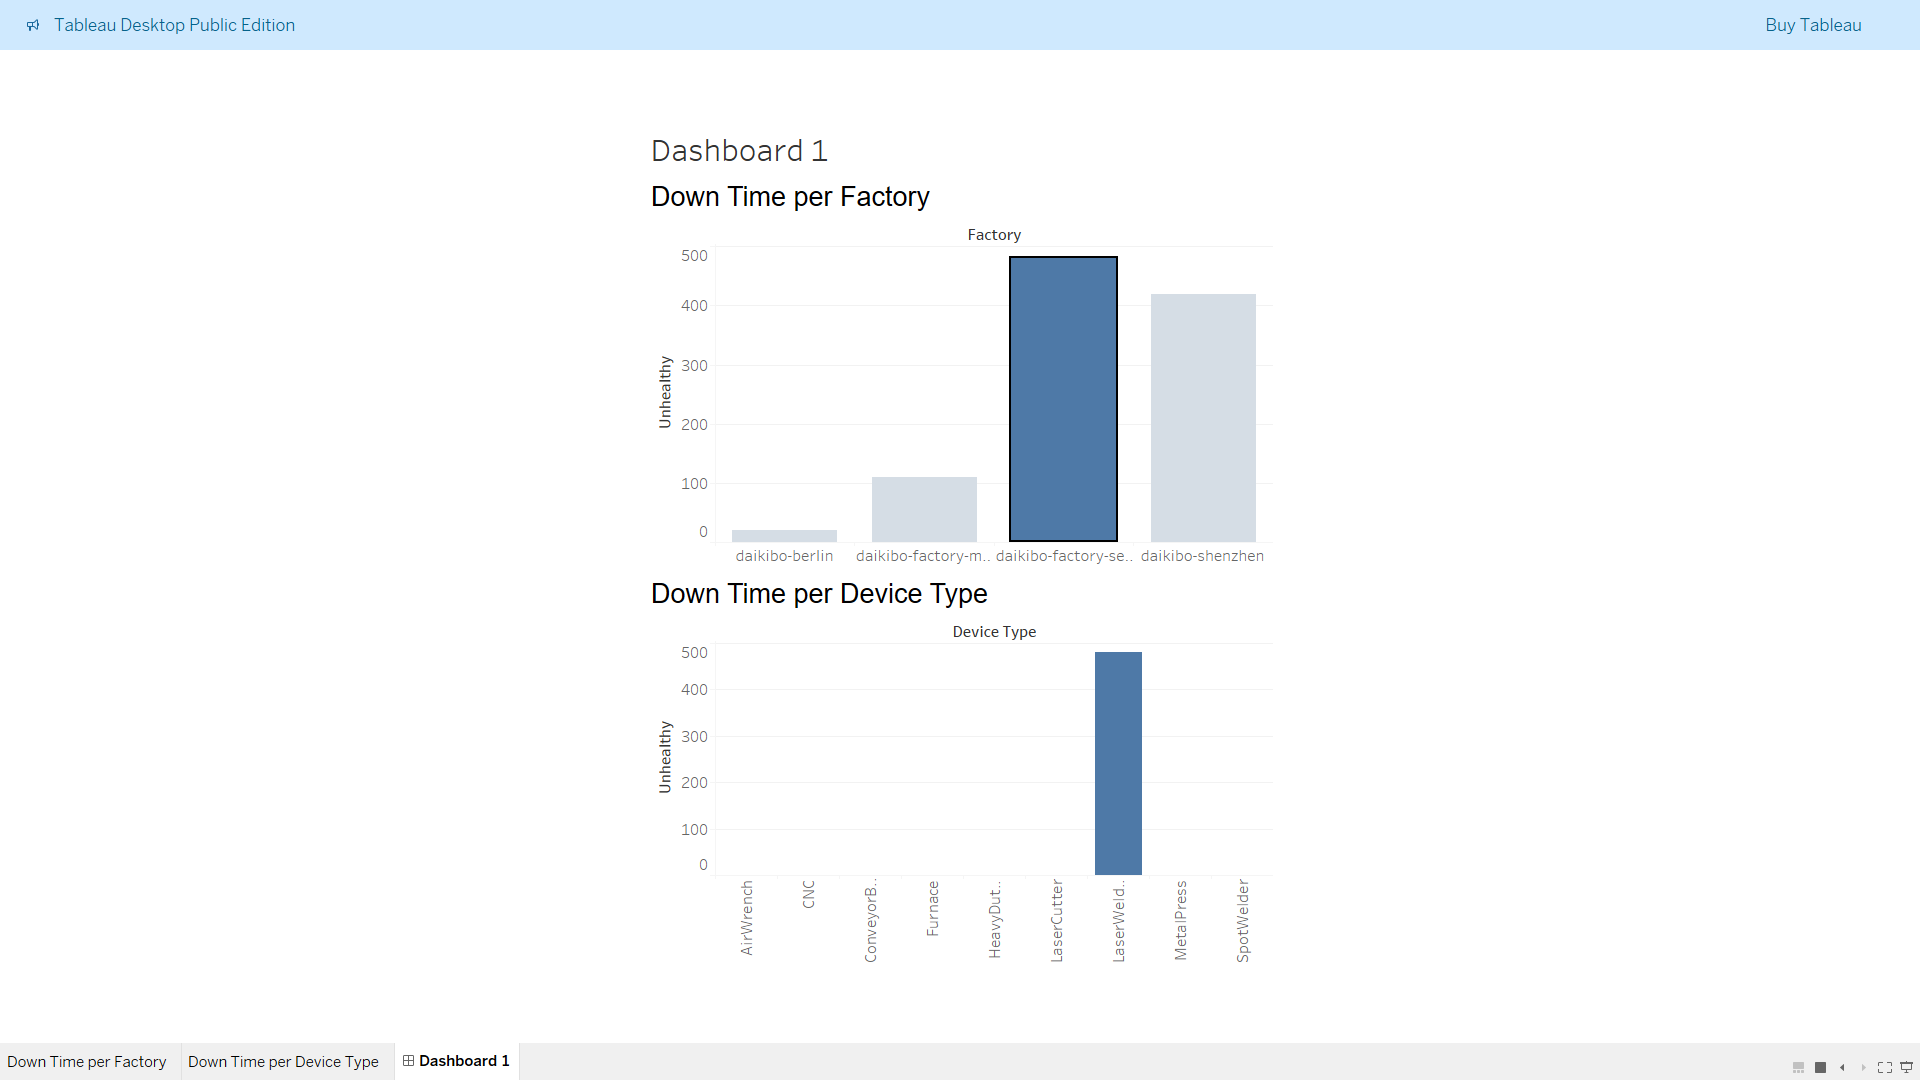 Tableau Desktop Public Edition
Buy Tableau
Dashboard 1
Down Time per Factory
Factory
500
400
300
200
100
0
Unhealthy
daikibo-berlin
daikibo-factory-m..
daikibo-factory-se..
daikibo-shenzhen
Down Time per Device Type
Device Type
500
400
300
200
100
0
Unhealthy
AirWrench
CNC
ConveyorB..
Furnace
HeavyDut..
LaserCutter
LaserWeld..
MetalPress
SpotWelder
Down Time per Factory
Down Time per Device Type
Dashboard 1